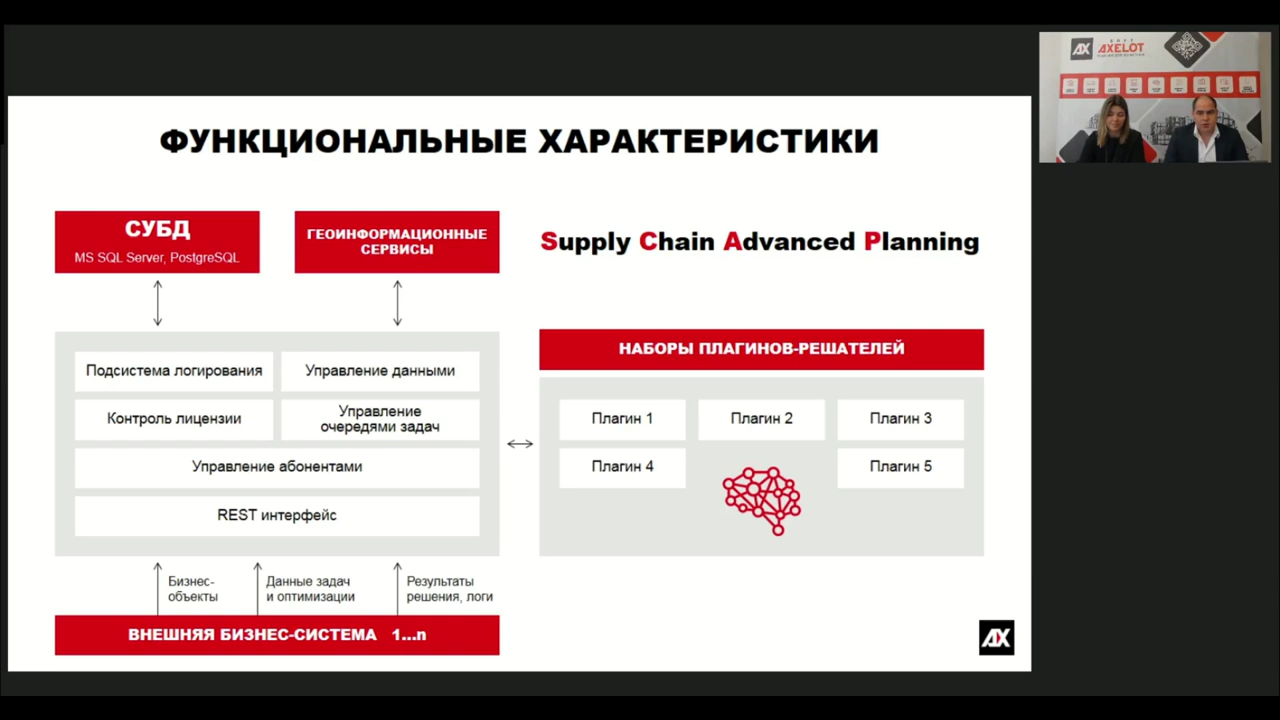 ФУНКЦИОНАЛЬНЫЕ ХАРАКТЕРИСТИКИ
СУБД
MS SQL Server, PostgreSQL
ГЕОИНФОРМАЦИОННЫЕ
СЕРВИСЫ
Supply Chain Advanced Planning
Подсистема логирования
Управление данными
Контроль лицензии
Управление
очередями задач
Управление абонентами
REST интерфейс
НАБОРЫ ПЛАГИНОВ-РЕШАТЕЛЕЙ
Плагин 1
Плагин 2
Плагин 3
Плагин 4
Плагин 5
Бизнес-
объекты
Данные задач
и оптимизации
Результаты
решения, логи
ВНЕШНЯЯ БИЗНЕС-СИСТЕМА 1...n
AX
AX
AXELOT